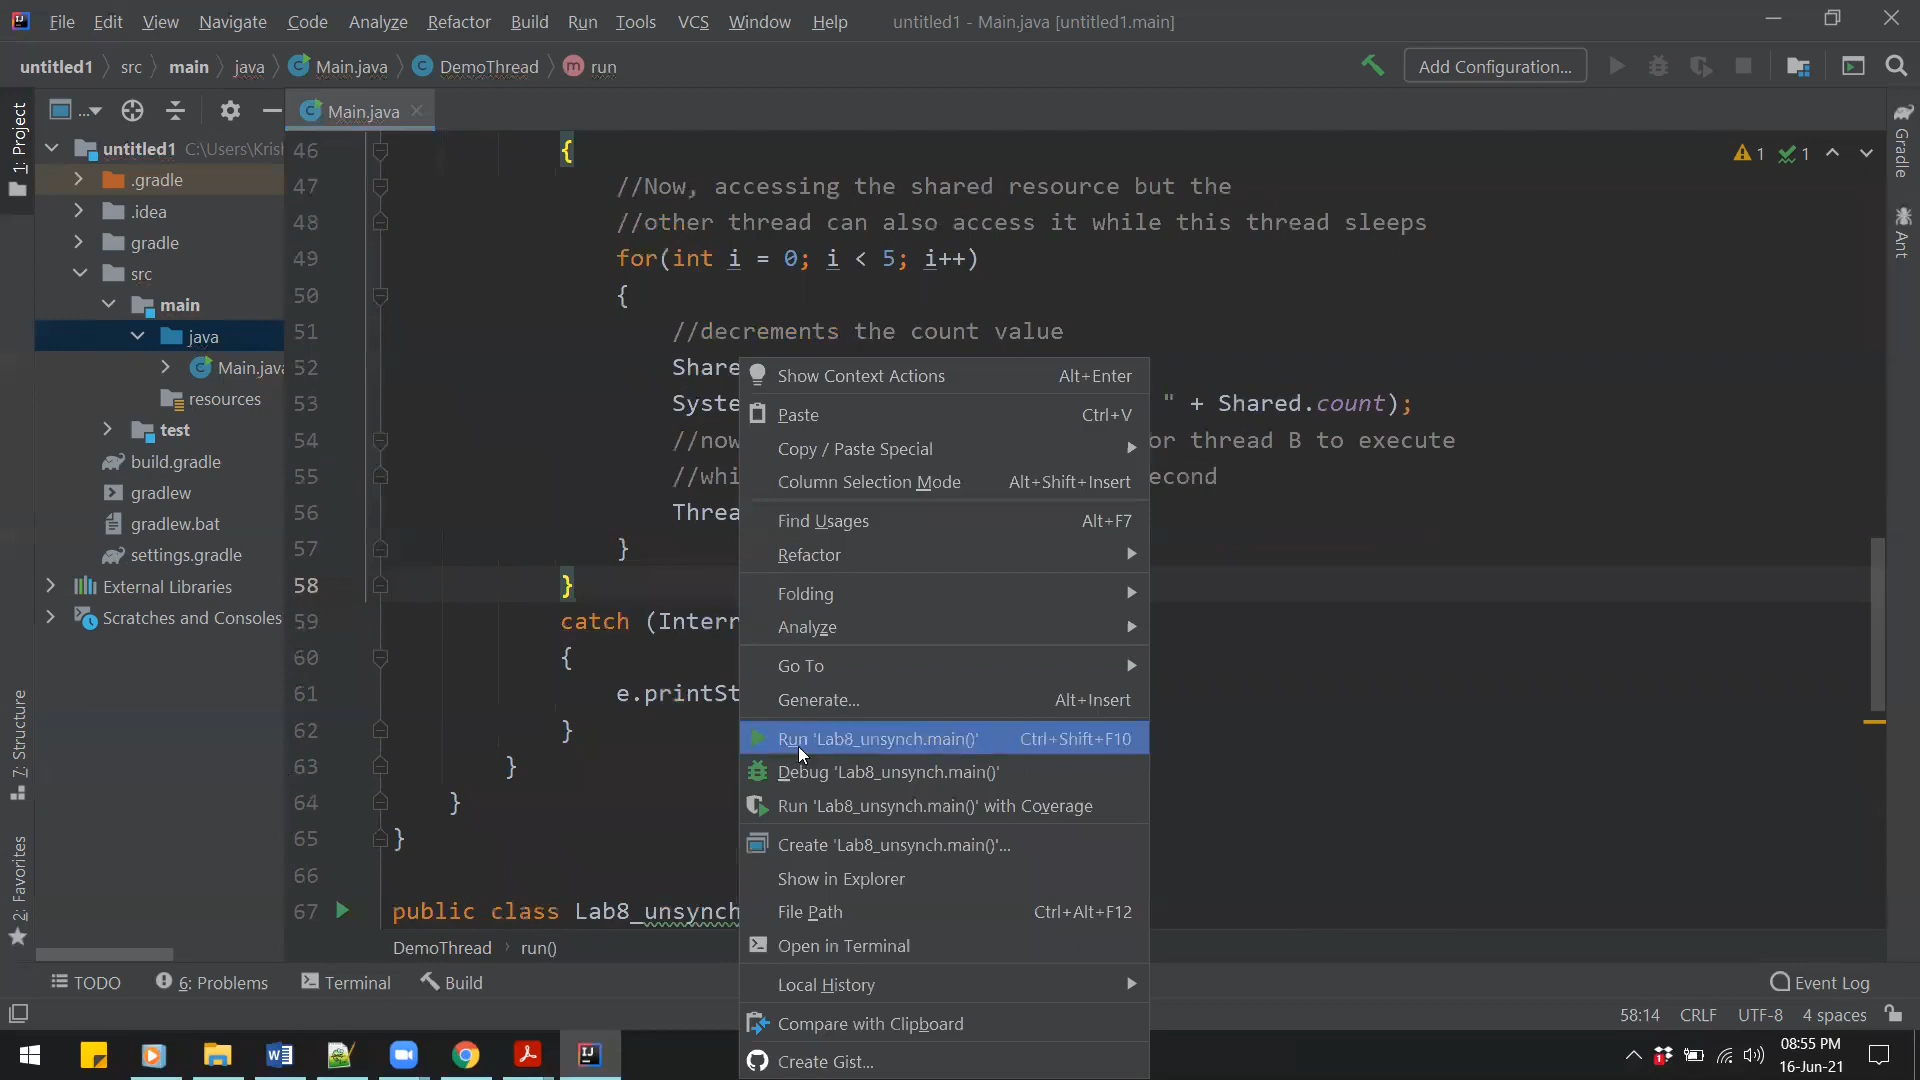 File Edit View Navigate Code Analyze Refactor Build Run Tools VCS Window Help untitled1 - Main.java [untitled1.main]
untitled1 src main java Main.java DemoThread run Add Configuration...
... Main.java
1: Project
untitled1 C:\Users\Krish
.gradle
.idea
gradle
src
main
java
Main.java
resources
test
build.gradle
gradlew
gradlew.bat
settings.gradle
External Libraries
Scratches and Consoles
7: Structure
2: Favorites
1 1
Gradle
Ant
46 {
47 //Now, accessing the shared resource but the
48 //other thread can also access it while this thread sleeps
49 for(int i = 0; i < 5; i++)
50 {
51 //decrements the count value
52 Share
53 Syste " + Shared.count);
54 //now or thread B to execute
55 //whi econd
56 Threa
57 }
58 }
59 catch (Interr
60 {
61 e.printSt
62 }
63 }
64 }
65 }
66
67 public class Lab8_unsynch
Show Context Actions Alt+Enter
Paste Ctrl+V
Copy / Paste Special
Column Selection Mode Alt+Shift+Insert
Find Usages Alt+F7
Refactor
Folding
Analyze
Go To
Generate... Alt+Insert
Run 'Lab8_unsynch.main()' Ctrl+Shift+F10
Debug 'Lab8_unsynch.main()'
Run 'Lab8_unsynch.main()' with Coverage
Create 'Lab8_unsynch.main()'...
Show in Explorer
File Path Ctrl+Alt+F12
Open in Terminal
Local History
Compare with Clipboard
Create Gist...
DemoThread run()
TODO 6: Problems Terminal Build Event Log
58:14 CRLF UTF-8 4 spaces
08:55 PM
16-Jun-21